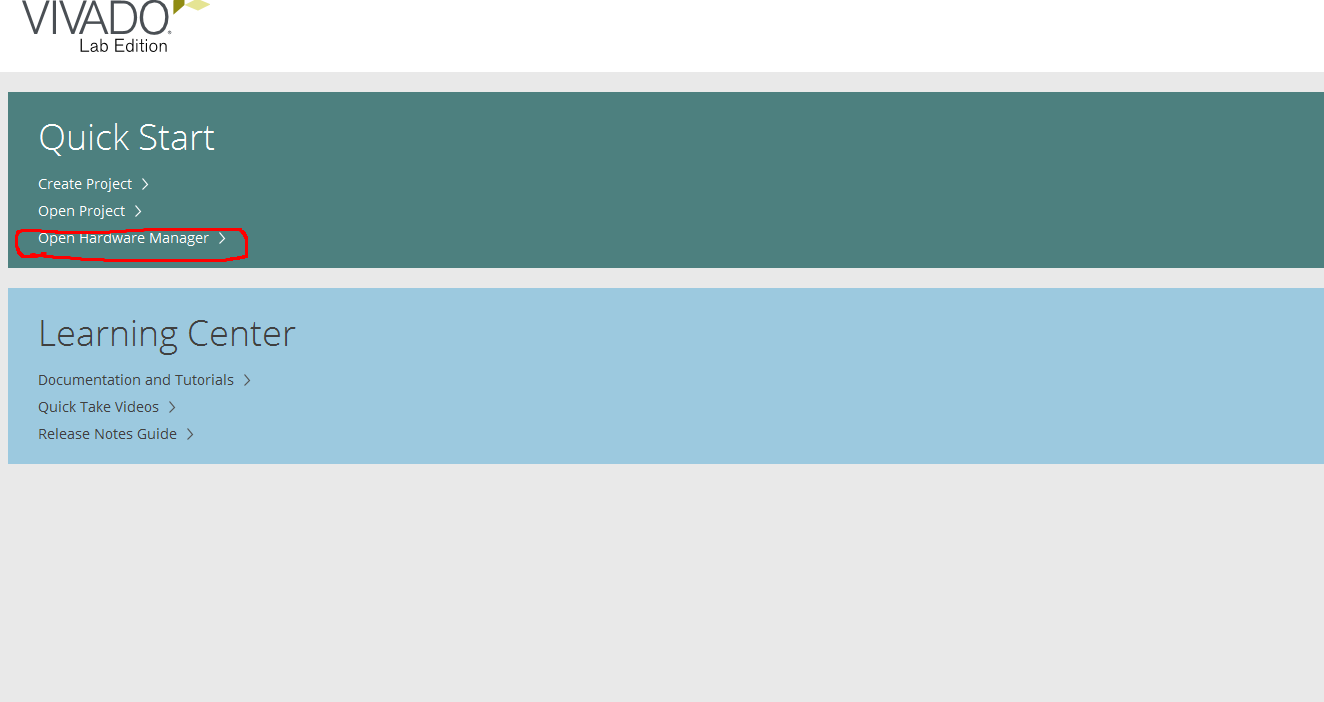 VIVADO.
Lab Edition
Quick Start
Create Project
Open Project
Open Hardware Manager
Learning Center
Documentation and Tutorials
Quick Take Videos
Release Notes Guide